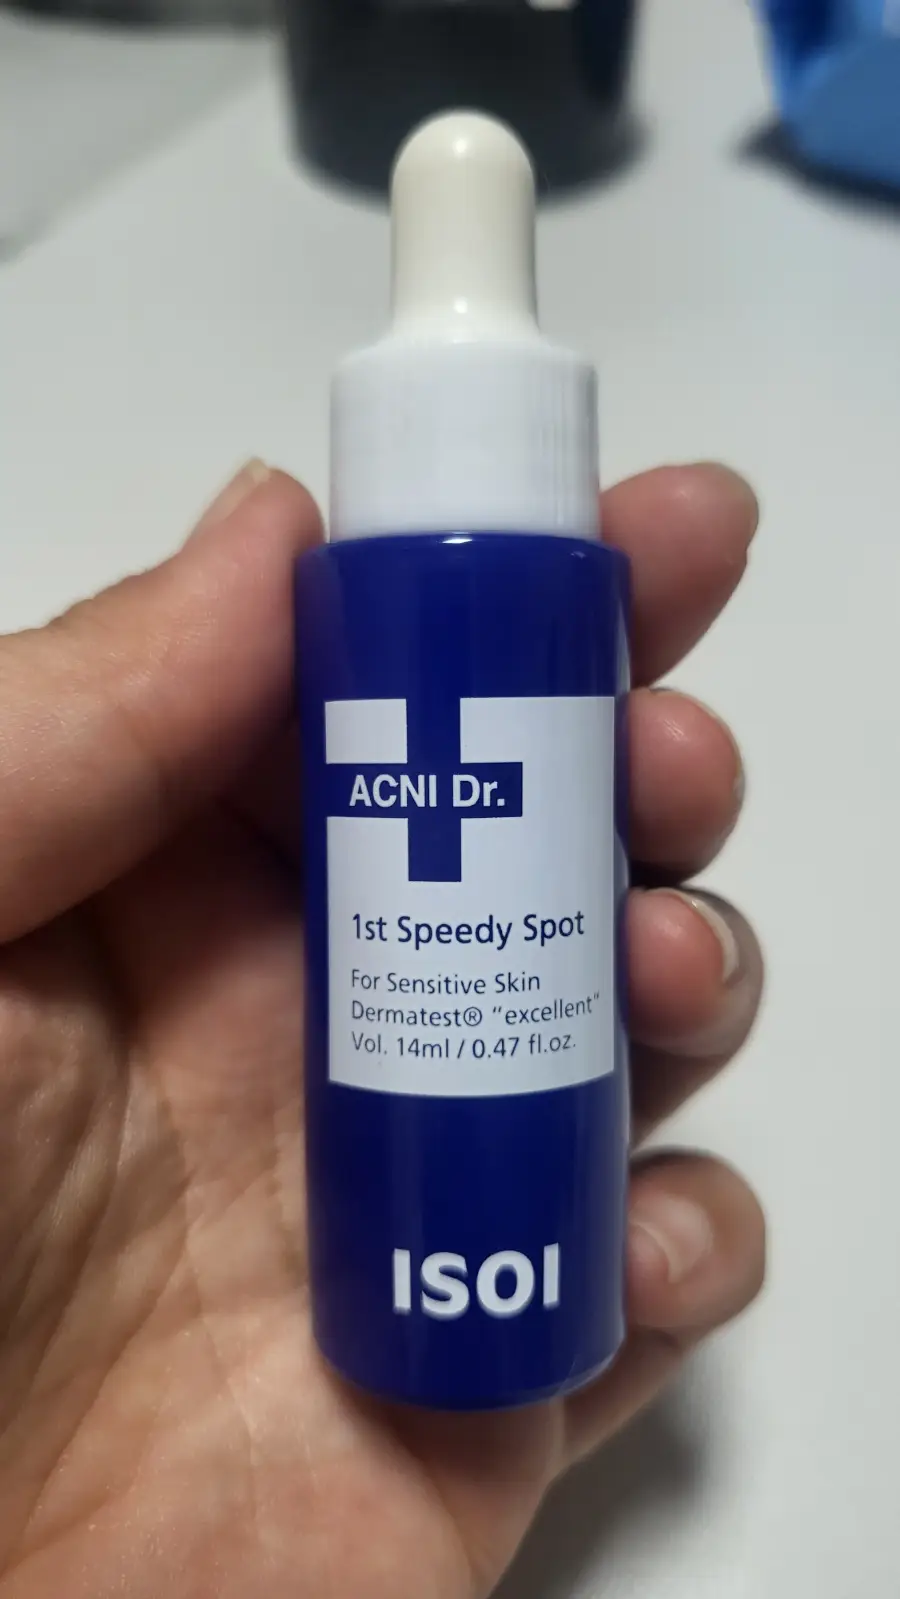 ACNI Dr.
1st Speedy Spot
For Sensitive Skin
Dermatest® "excellent"
Vol. 14ml / 0.47 fl.oz.
ISOI